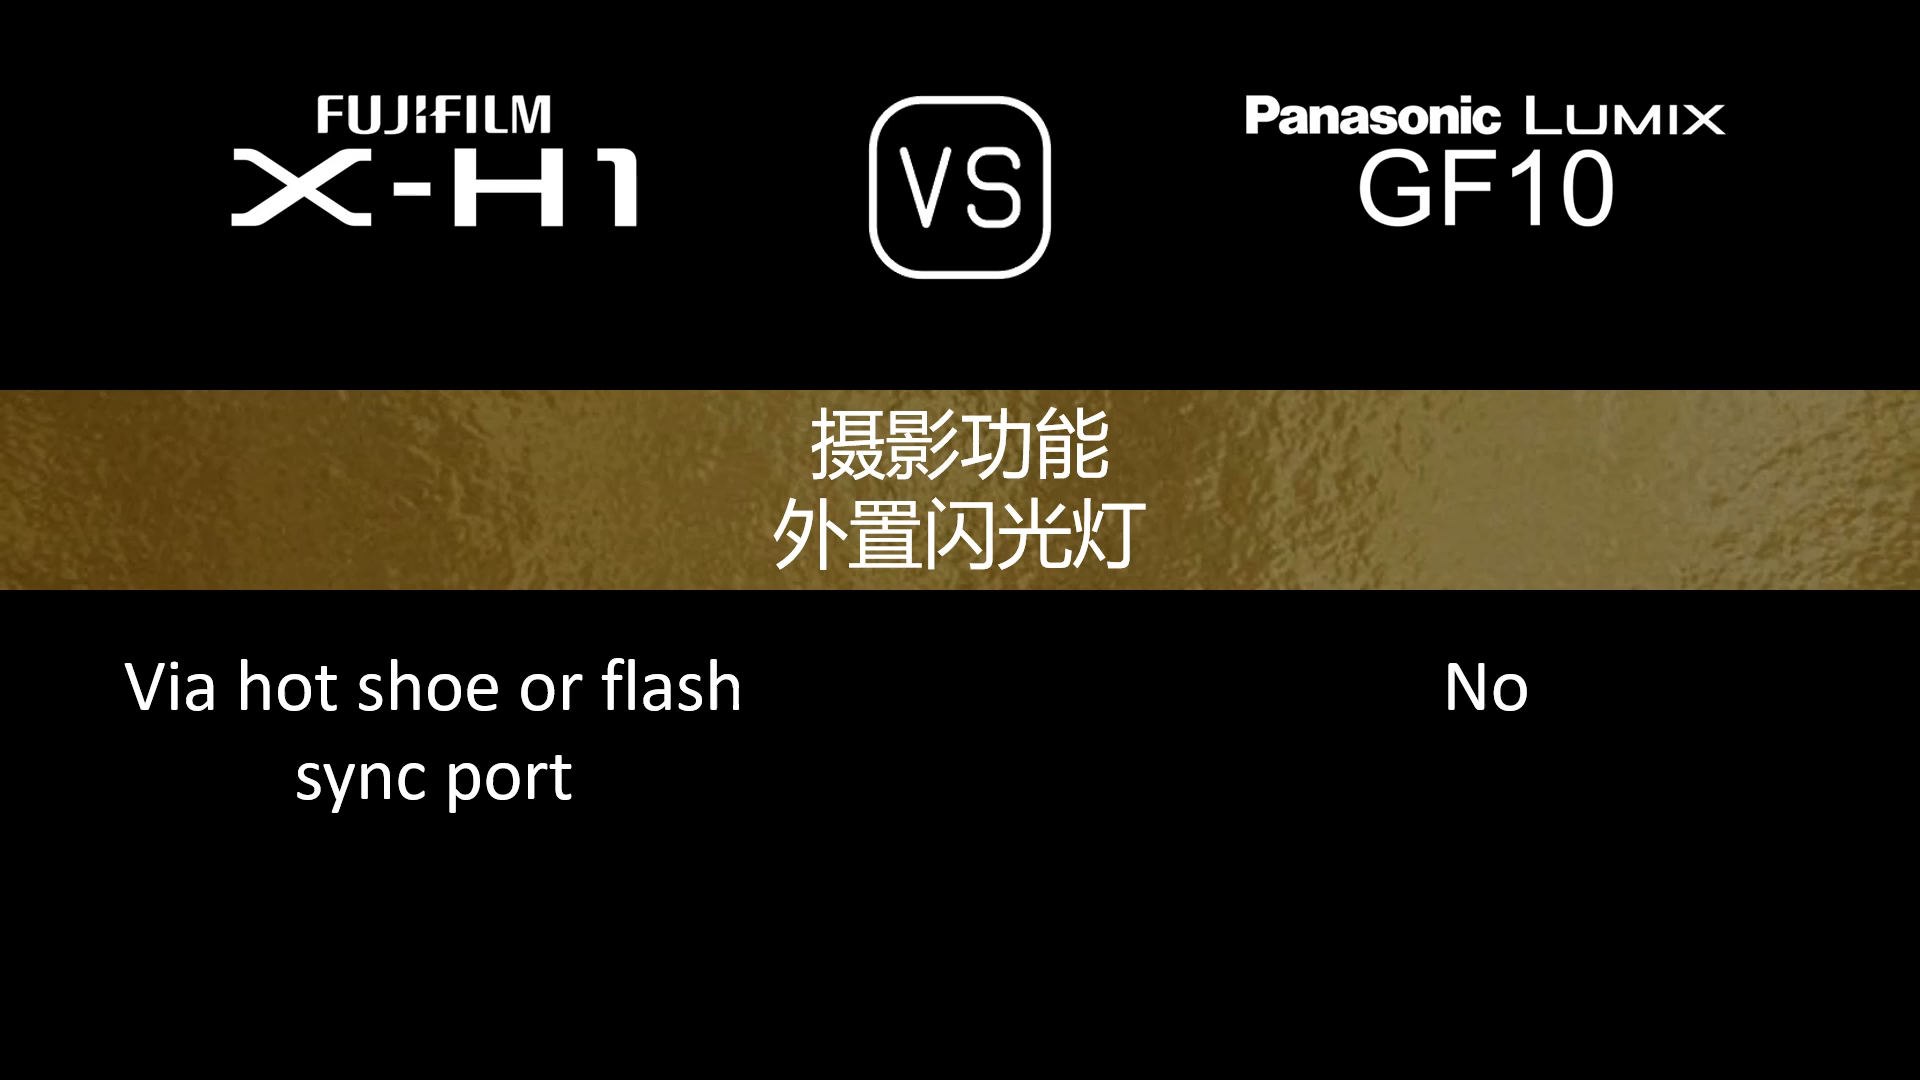 FUJIFILM
X-H1
VS
Panasonic LUMIX
GF10
摄影功能
外置闪光灯
Via hot shoe or flash
sync port
No